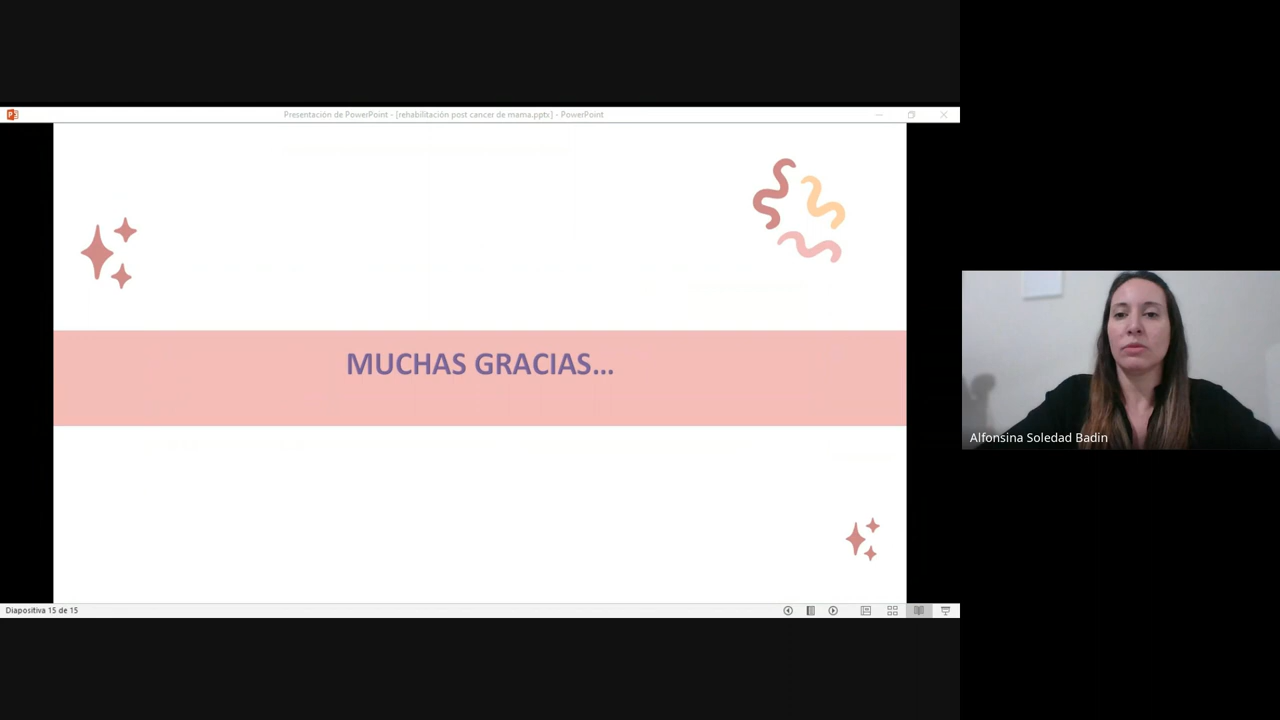 Presentación de PowerPoint - [rehabilitación post cancer de mama.pptx] - PowerPoint
MUCHAS GRACIAS...
Alfonsina Soledad Badin
Diapositiva 15 de 15